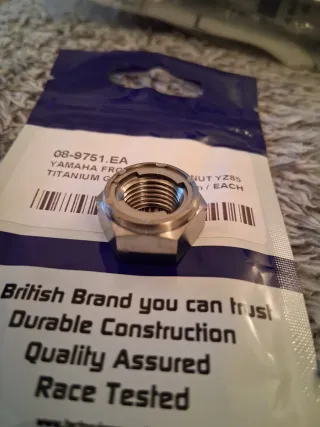 08-9751.EA
YAMAHA FRO NUT YZ85
TITANIUM G / EACH
British Brand you can trust
Durable Construction
Quality Assured
Race Tested